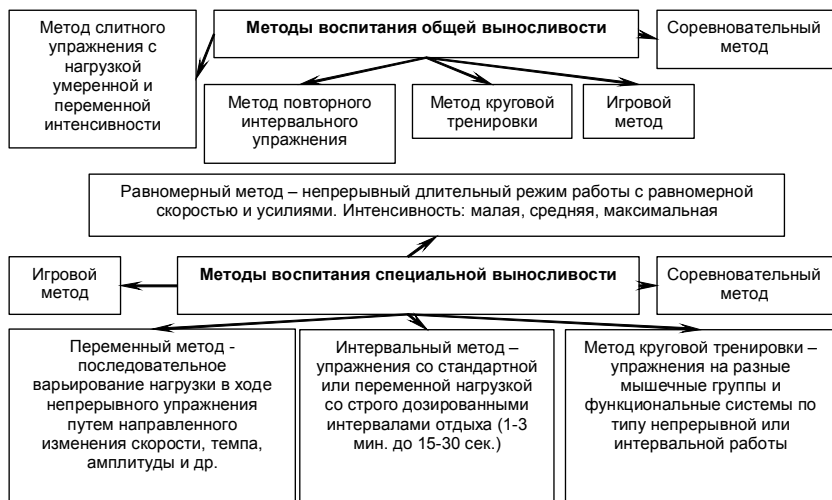 Метод слитного
упражнения с
нагрузкой
умеренной и
переменной
интенсивности
Методы воспитания общей выносливости
Соревновательный
метод
Метод повторного
интервального
упражнения
Метод круговой
тренировки
Игровой
метод
Равномерный метод – непрерывный длительный режим работы с равномерной
скоростью и усилиями. Интенсивность: малая, средняя, максимальная
Игровой
метод
Методы воспитания специальной выносливости
Соревновательный
метод
Переменный метод -
последовательное
варьирование нагрузки в ходе
непрерывного упражнения
путем направленного
изменения скорости, темпа,
амплитуды и др.
Интервальный метод –
упражнения со стандартной
или переменной нагрузкой
со строго дозированными
интервалами отдыха (1-3
мин. до 15-30 сек.)
Метод круговой тренировки –
упражнения на разные
мышечные группы и
функциональные системы по
типу непрерывной или
интервальной работы